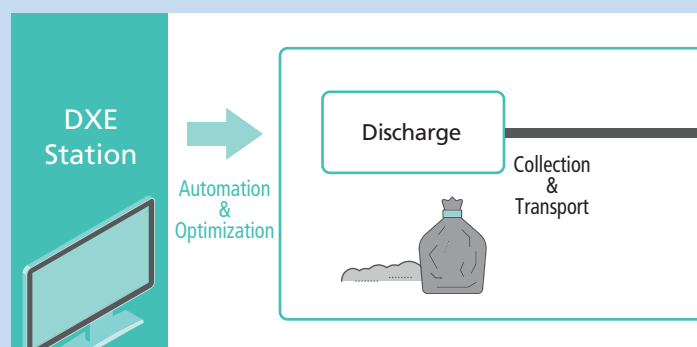 DXE
Station
Automation
&
Optimization
Discharge
Collection
&
Transport